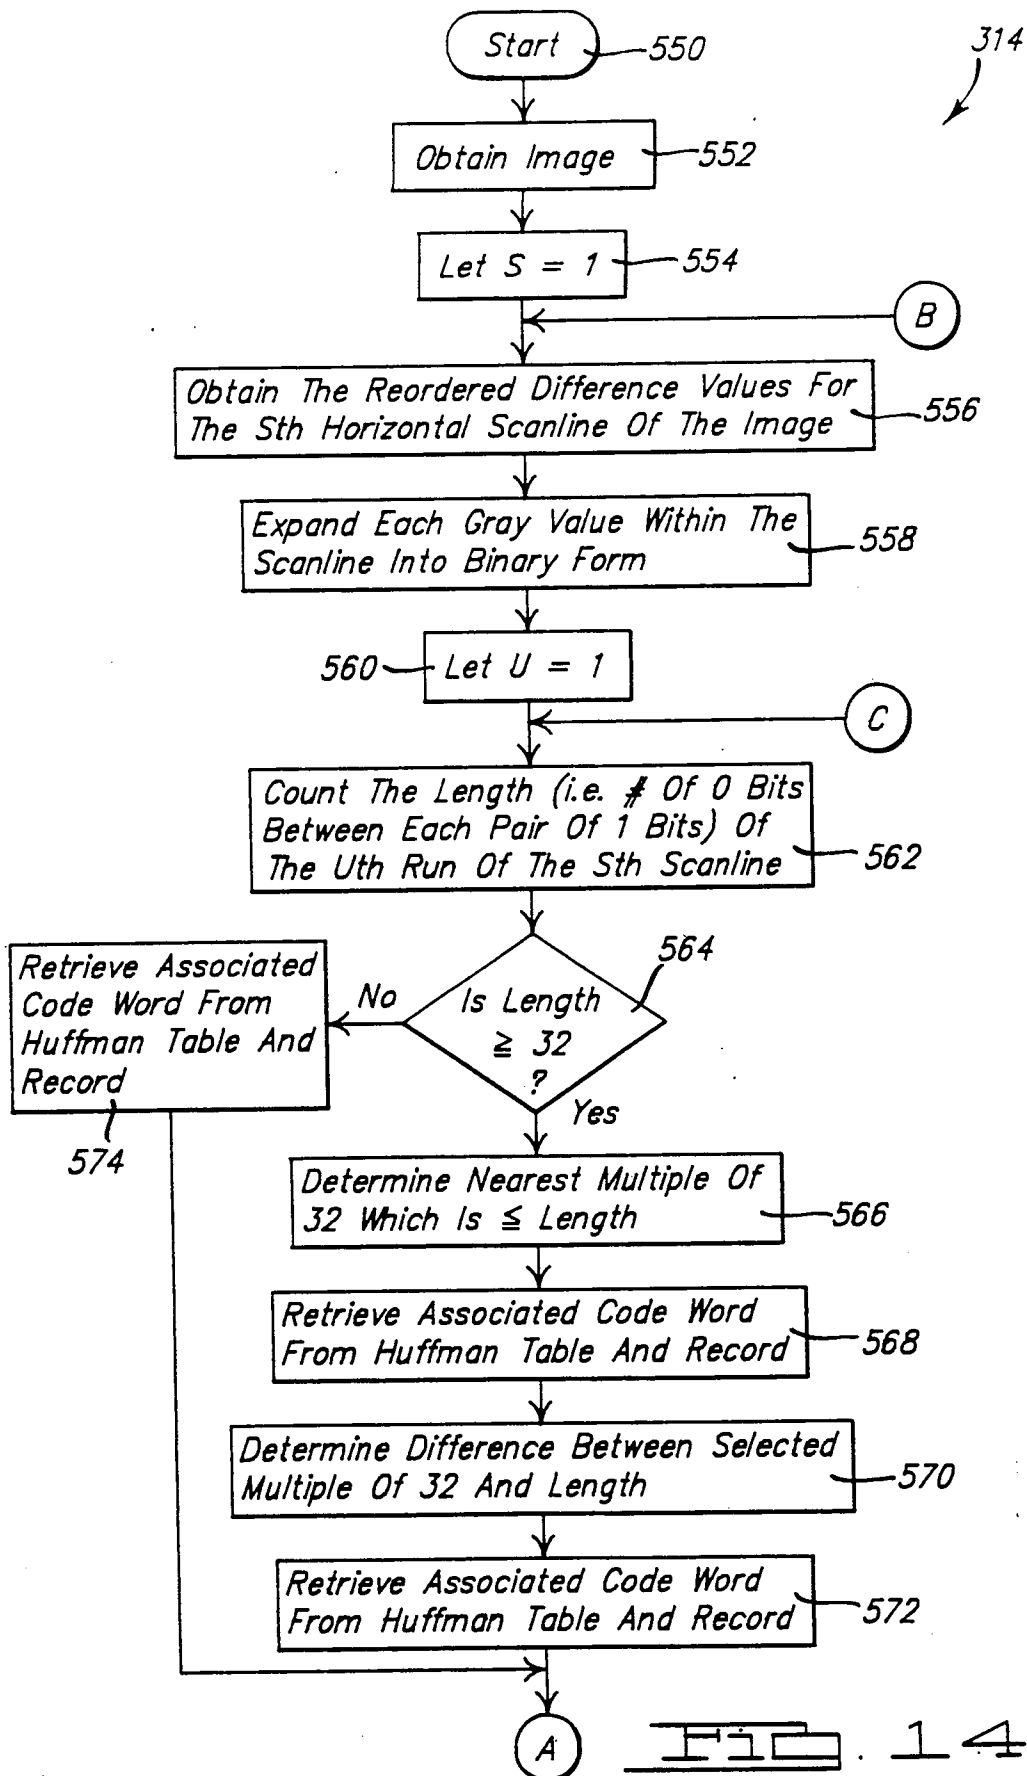 Start
550
314
Obtain Image
552
Let S = 1
554
B
Obtain The Reordered Difference Values For
The Sth Horizontal Scanline Of The Image
556
Expand Each Gray Value Within The
Scanline Into Binary Form
558
560
Let U = 1
C
Count The Length (i.e. # Of 0 Bits
Between Each Pair Of 1 Bits) Of
The Uth Run Of The Sth Scanline
562
Retrieve Associated
Code Word From
Huffman Table And
Record
574
No
Is Length
≧ 32
?
564
Yes
Determine Nearest Multiple Of
32 Which Is ≦ Length
566
Retrieve Associated Code Word
From Huffman Table And Record
568
Determine Difference Between Selected
Multiple Of 32 And Length
570
Retrieve Associated Code Word
From Huffman Table And Record
572
A
FIG. 14